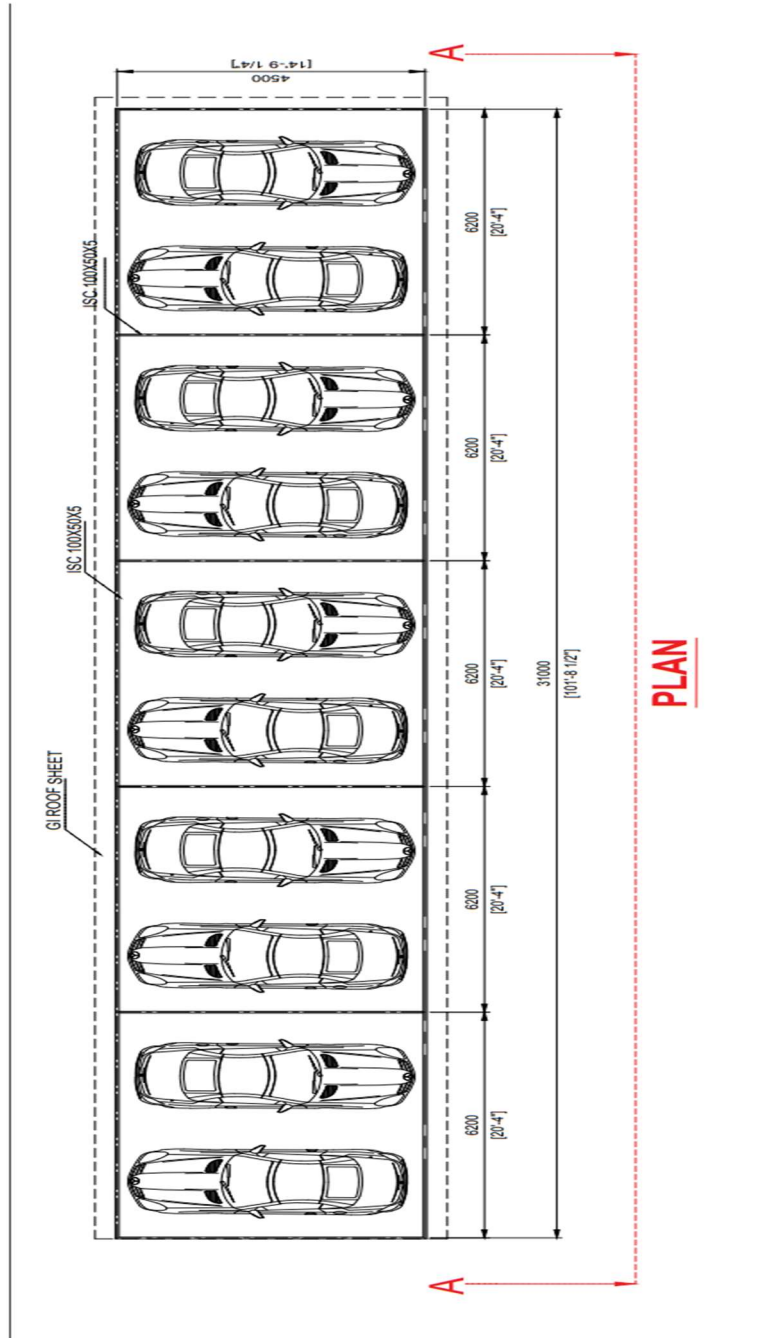 GI ROOF SHEET
ISC 100X50X5
ISC 100X50X5
4500
[14'-9 1/4"]
6200
[20'-4"]
6200
[20'-4"]
6200
[20'-4"]
6200
[20'-4"]
6200
[20'-4"]
31000
[101'-8 1/2"]
A
A
PLAN